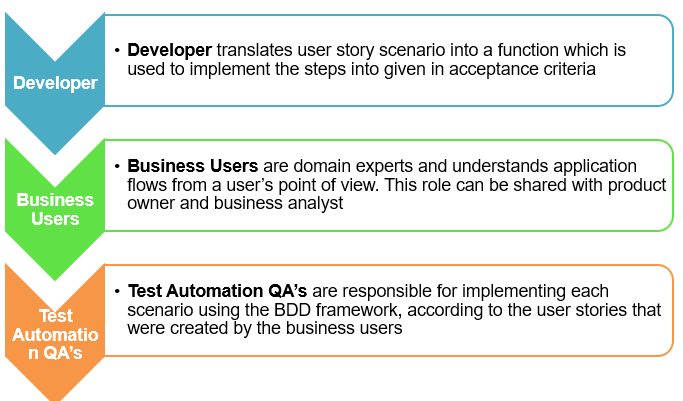 Developer
• Developer translates user story scenario into a function which is
used to implement the steps into given in acceptance criteria
Business
Users
• Business Users are domain experts and understands application
flows from a user’s point of view. This role can be shared with product
owner and business analyst
Test
Automatio
n QA’s
• Test Automation QA’s are responsible for implementing each
scenario using the BDD framework, according to the user stories that
were created by the business users